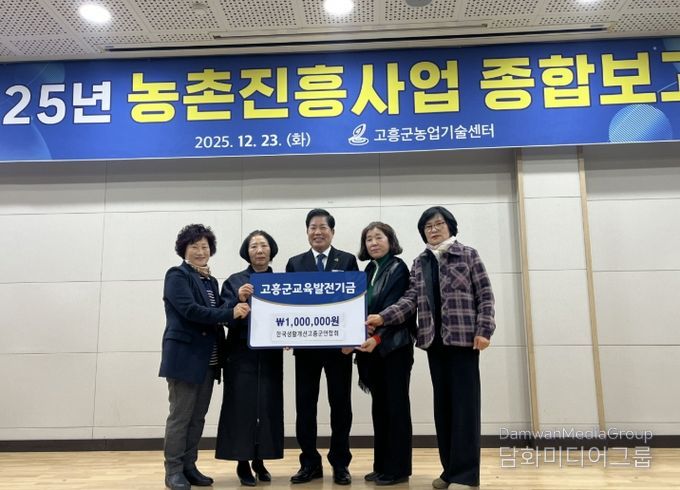 25년 농촌진흥사업 종합보고
2025. 12. 23. (화) 고흥군농업기술센터
고흥군교육발전기금
₩1,000,000원
한국생활개선고흥군연합회
DamwanMediaGroup
담화미디어그룹